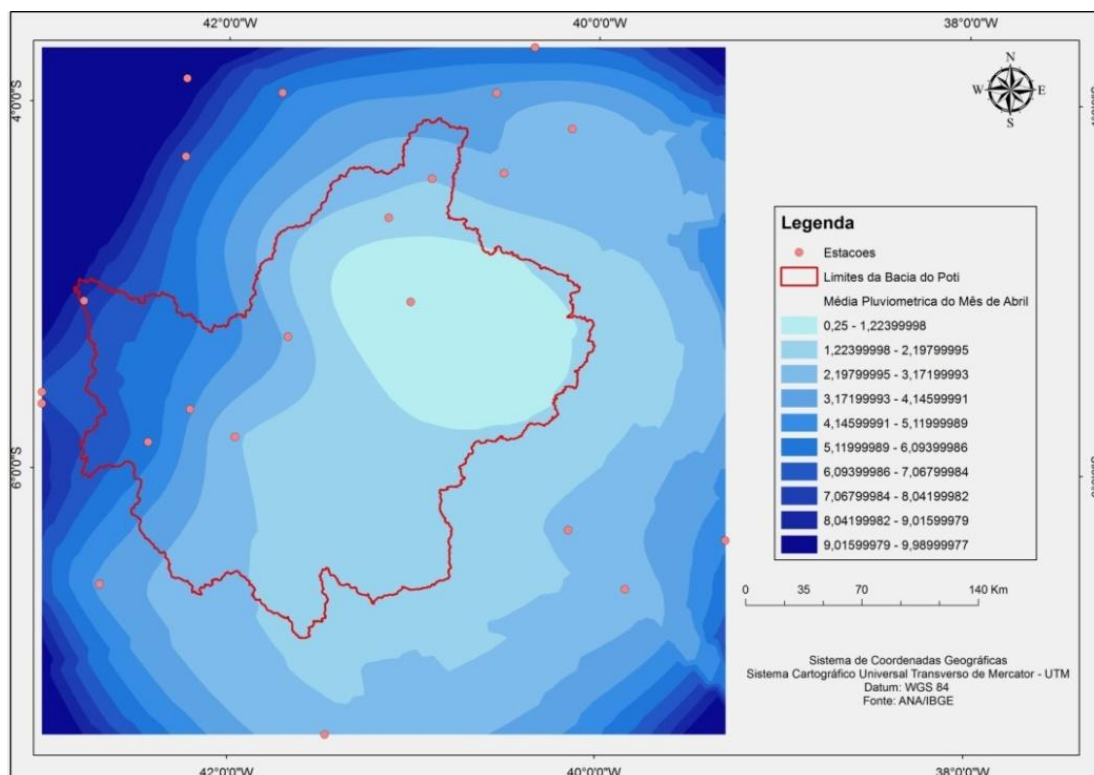 42°0'0"W 40°0'0"W 38°0'0"W
4°0'0"S
N
W E
S
Legenda
Estacoes
Limites da Bacia do Poti
Média Pluviometrica do Mês de Abril
0,25 - 1,22399998
1,22399998 - 2,19799995
2,19799995 - 3,17199993
3,17199993 - 4,14599991
4,14599991 - 5,11999989
5,11999989 - 6,09399986
6,09399986 - 7,06799984
7,06799984 - 8,04199982
8,04199982 - 9,01599979
9,01599979 - 9,98999977
6°0'0"S
0 35 70 140 Km
Sistema de Coordenadas Geográficas
Sistema Cartográfico Universal Transverso de Mercator - UTM
Datum: WGS 84
Fonte: ANA/IBGE
42°0'0"W 40°0'0"W 38°0'0"W